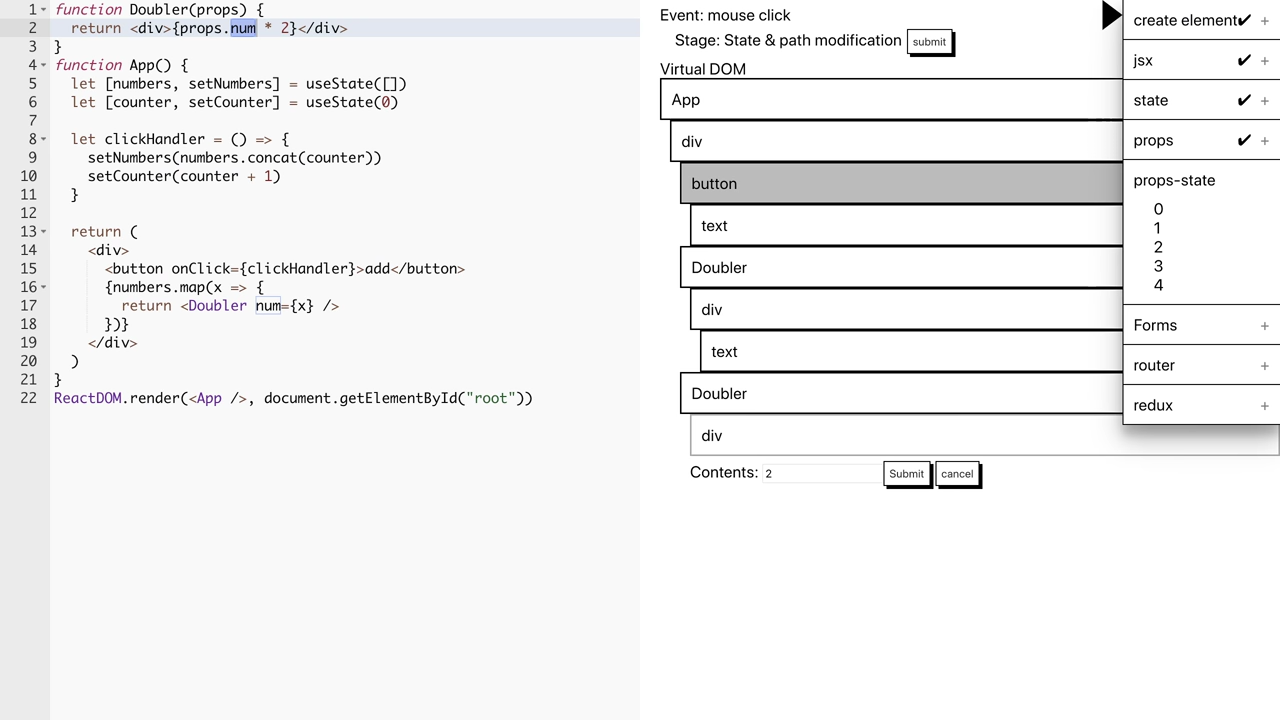 1 function Doubler(props) {
2 return <div>{props.num * 2}</div>
3 }
4 function App() {
5 let [numbers, setNumbers] = useState([])
6 let [counter, setCounter] = useState(0)
7
8 let clickHandler = () => {
9 setNumbers(numbers.concat(counter))
10 setCounter(counter + 1)
11 }
12
13 return (
14 <div>
15 <button onClick={clickHandler}>add</button>
16 {numbers.map(x => {
17 return <Doubler num={x} />
18 })}
19 </div>
20 )
21 }
22 ReactDOM.render(<App />, document.getElementById("root"))
Event: mouse click
Stage: State & path modification submit
Virtual DOM
App
div
button
text
Doubler
div
text
Doubler
div
Contents: 2 Submit cancel
create element✔ +
jsx ✔ +
state ✔ +
props ✔ +
props-state
0
1
2
3
4
Forms +
router +
redux +